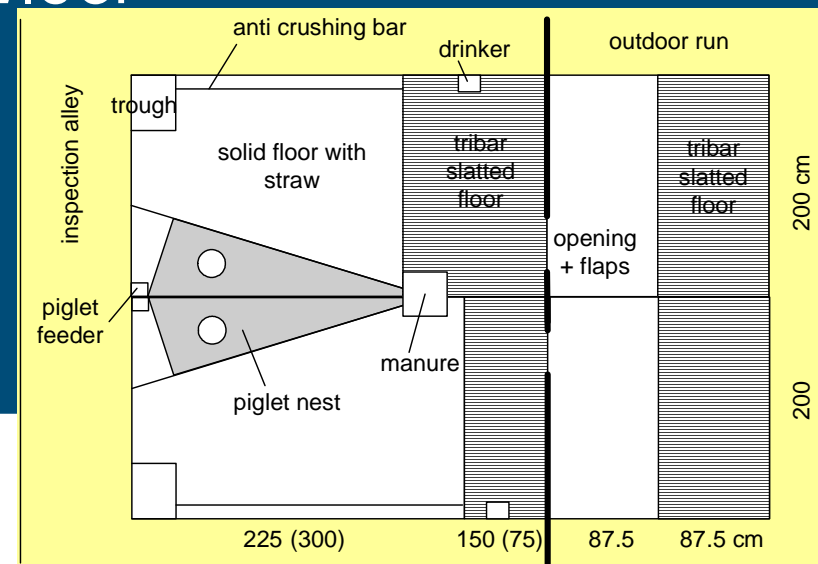 anti crushing bar
drinker
outdoor run
inspection alley
trough
solid floor with
straw
tribar
slatted
floor
tribar
slatted
floor
200 cm
opening
+ flaps
piglet
feeder
manure
piglet nest
200
225 (300)
150 (75)
87.5
87.5 cm